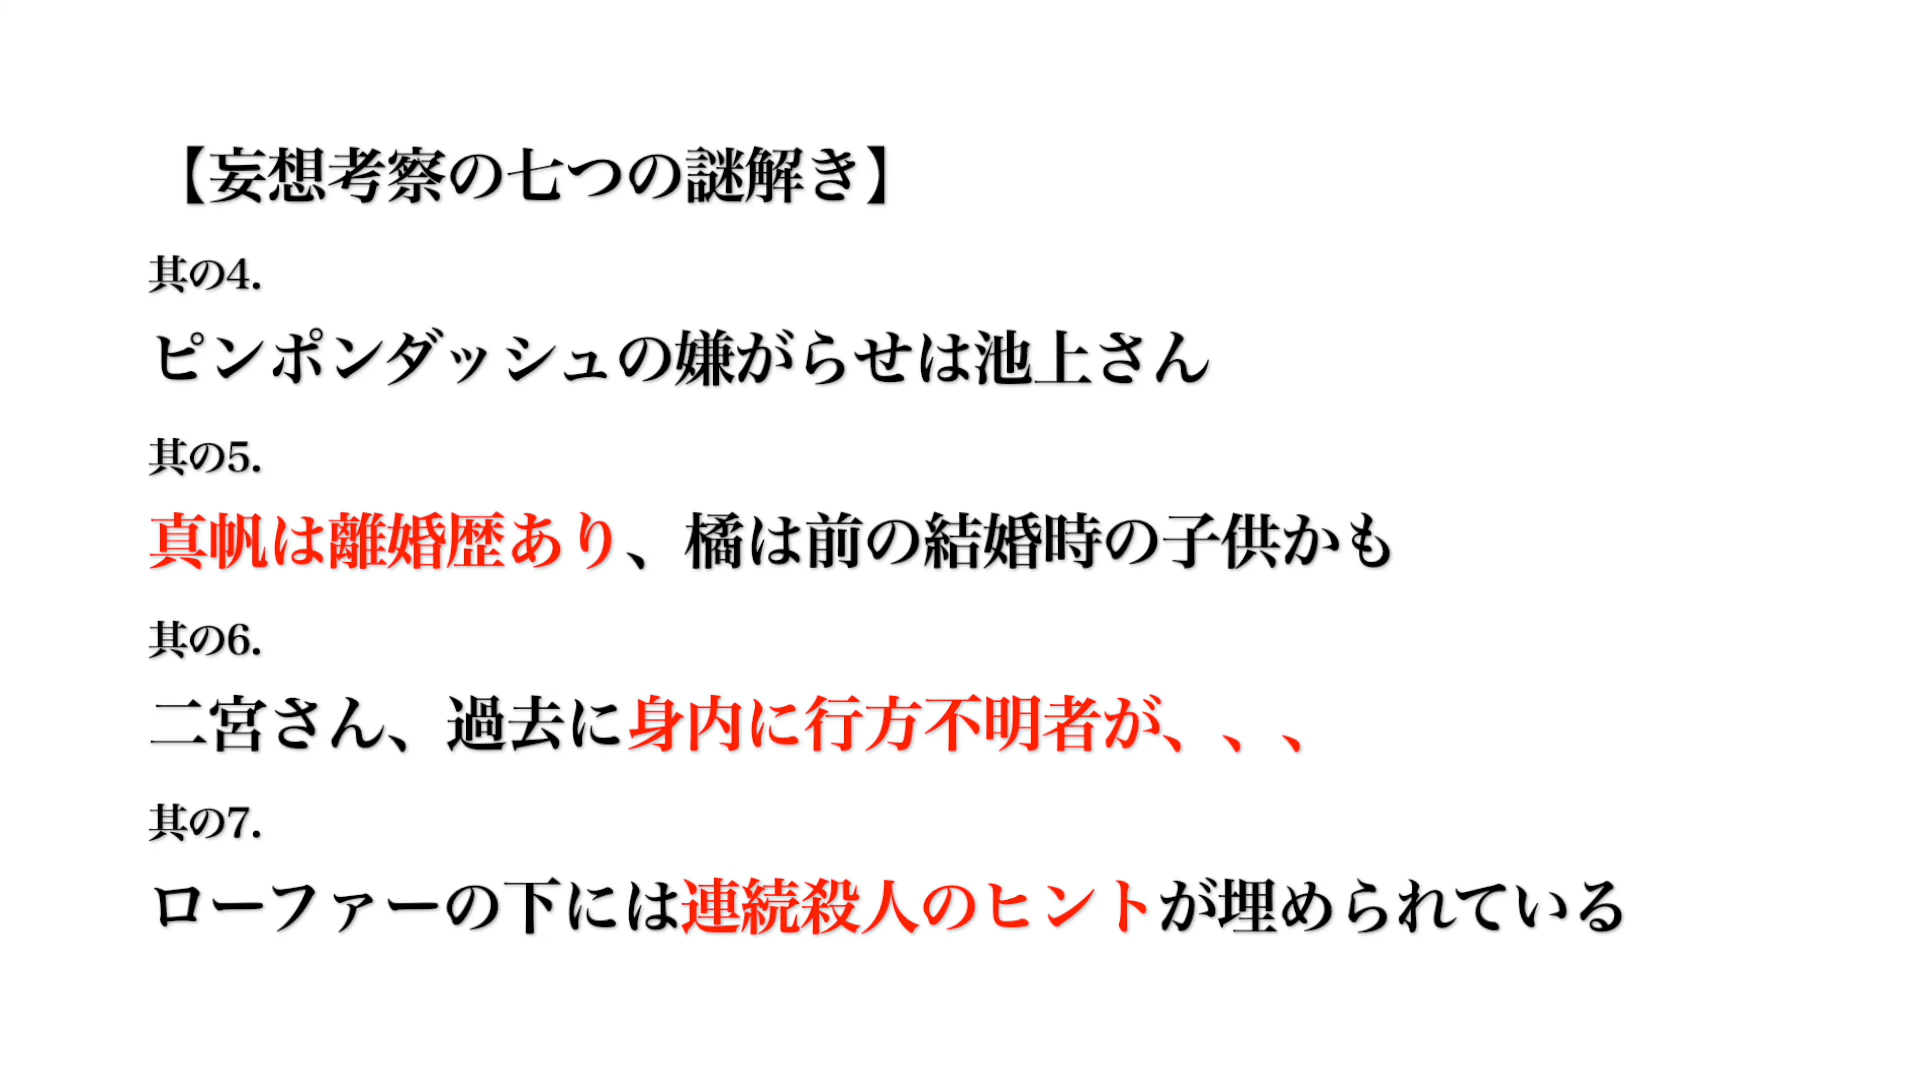 【妄想考察の七つの謎解き】
其の4.
ピンポンダッシュの嫌がらせは池上さん
其の5.
真帆は離婚歴あり、橘は前の結婚時の子供かも
其の6.
二宮さん、過去に身内に行方不明者が、、、
其の7.
ローファーの下には連続殺人のヒントが埋められている